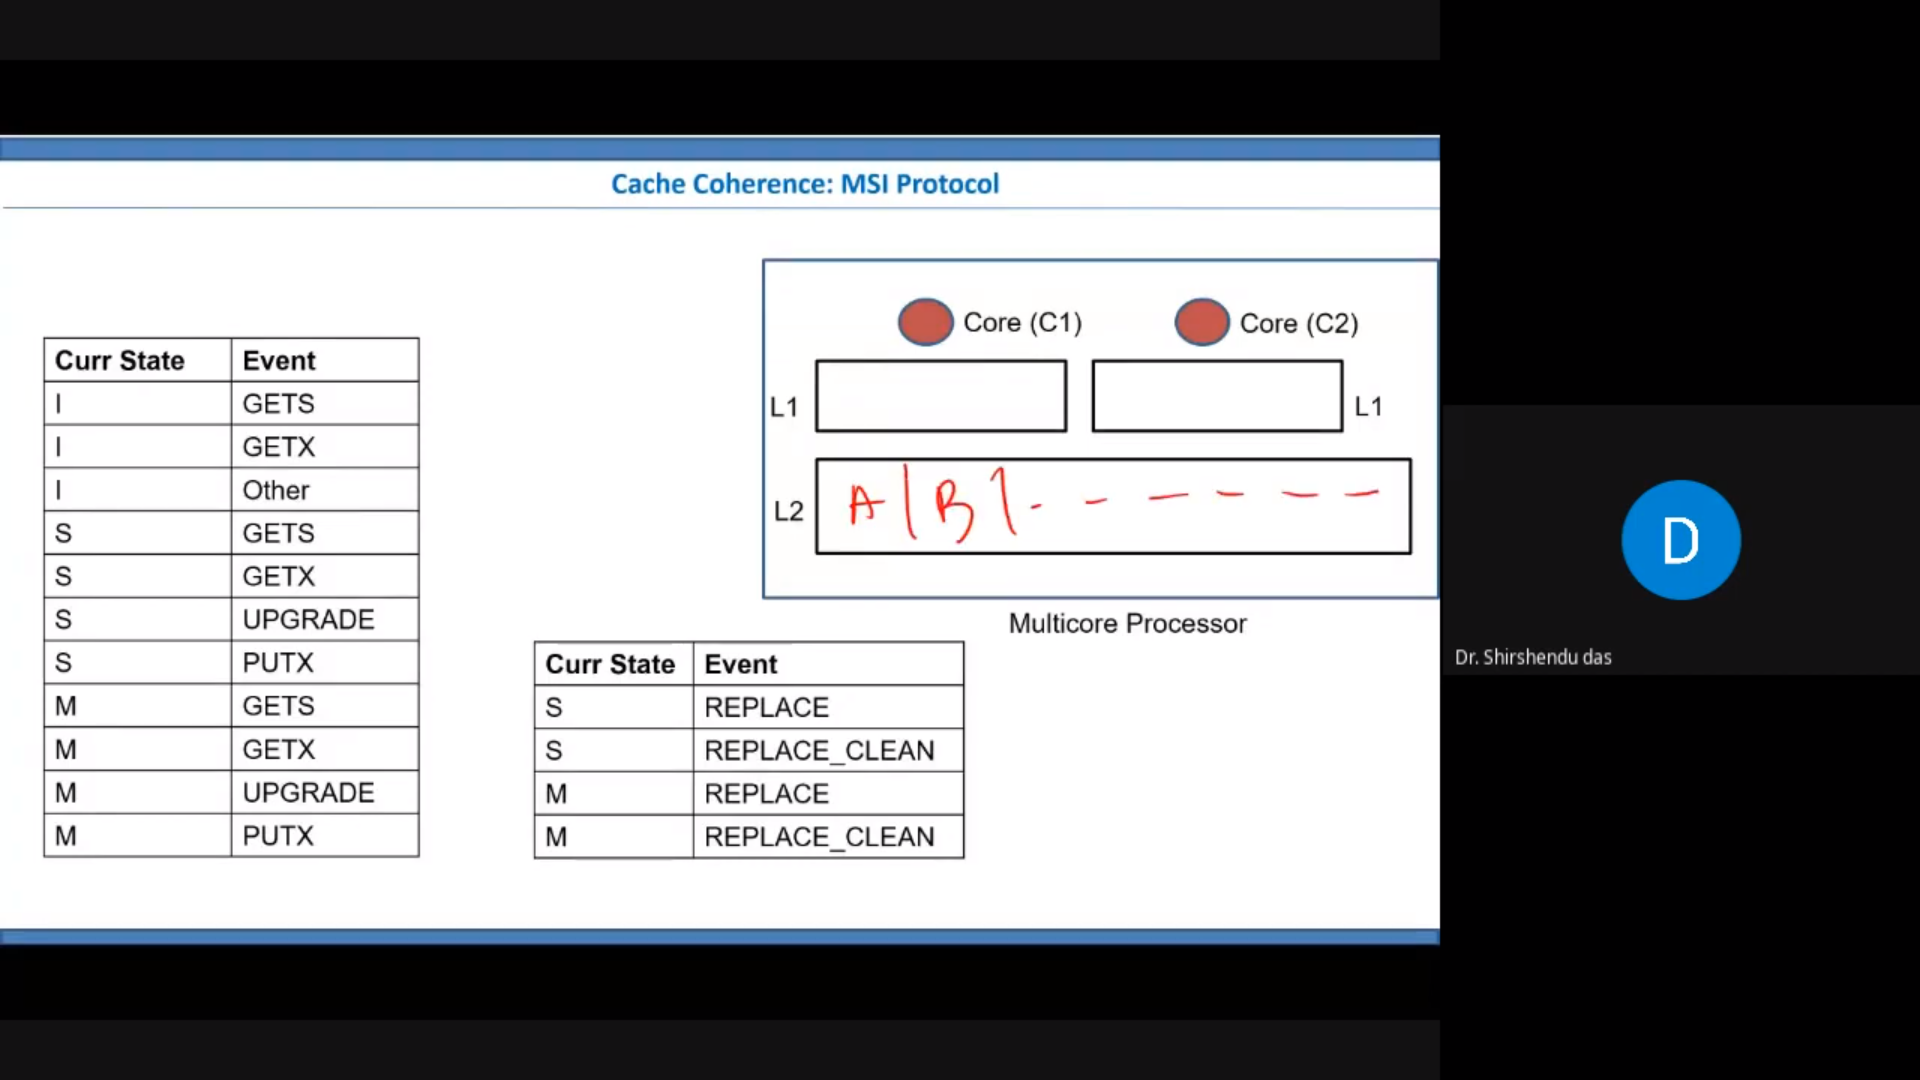 Cache Coherence: MSI Protocol
Core (C1) Core (C2)
L1 L1
L2 A | B | - - - - - -
Multicore Processor
Curr State Event
I GETS
I GETX
I Other
S GETS
S GETX
S UPGRADE
S PUTX
M GETS
M GETX
M UPGRADE
M PUTX
Curr State Event
S REPLACE
S REPLACE_CLEAN
M REPLACE
M REPLACE_CLEAN
D
Dr. Shirshendu das